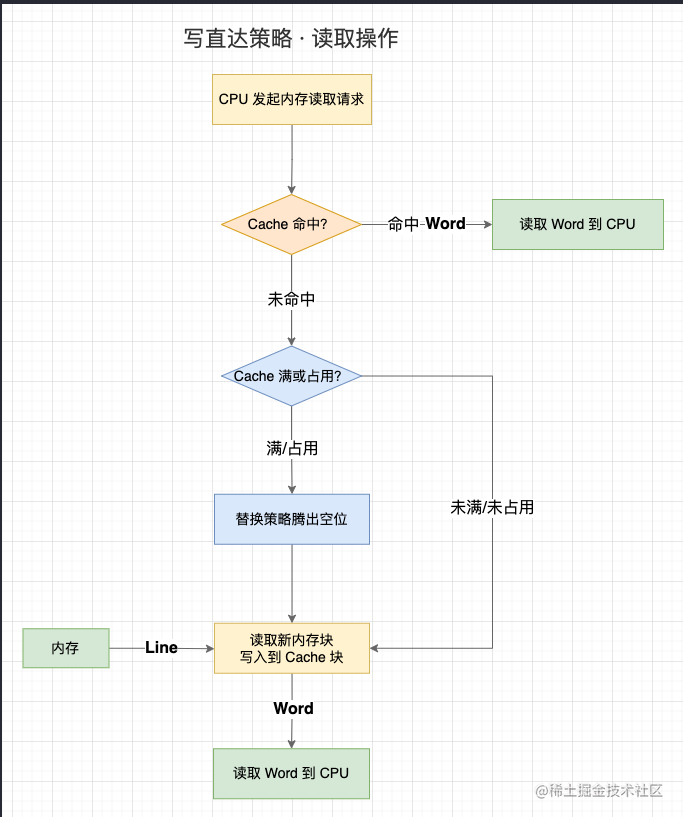 写直达策略 · 读取操作
CPU 发起内存读取请求
Cache 命中?
命中 Word
读取 Word 到 CPU
未命中
Cache 满或占用?
满/占用
未满/未占用
替换策略腾出空位
内存
Line
读取新内存块
写入到 Cache 块
Word
读取 Word 到 CPU
@稀土掘金技术社区